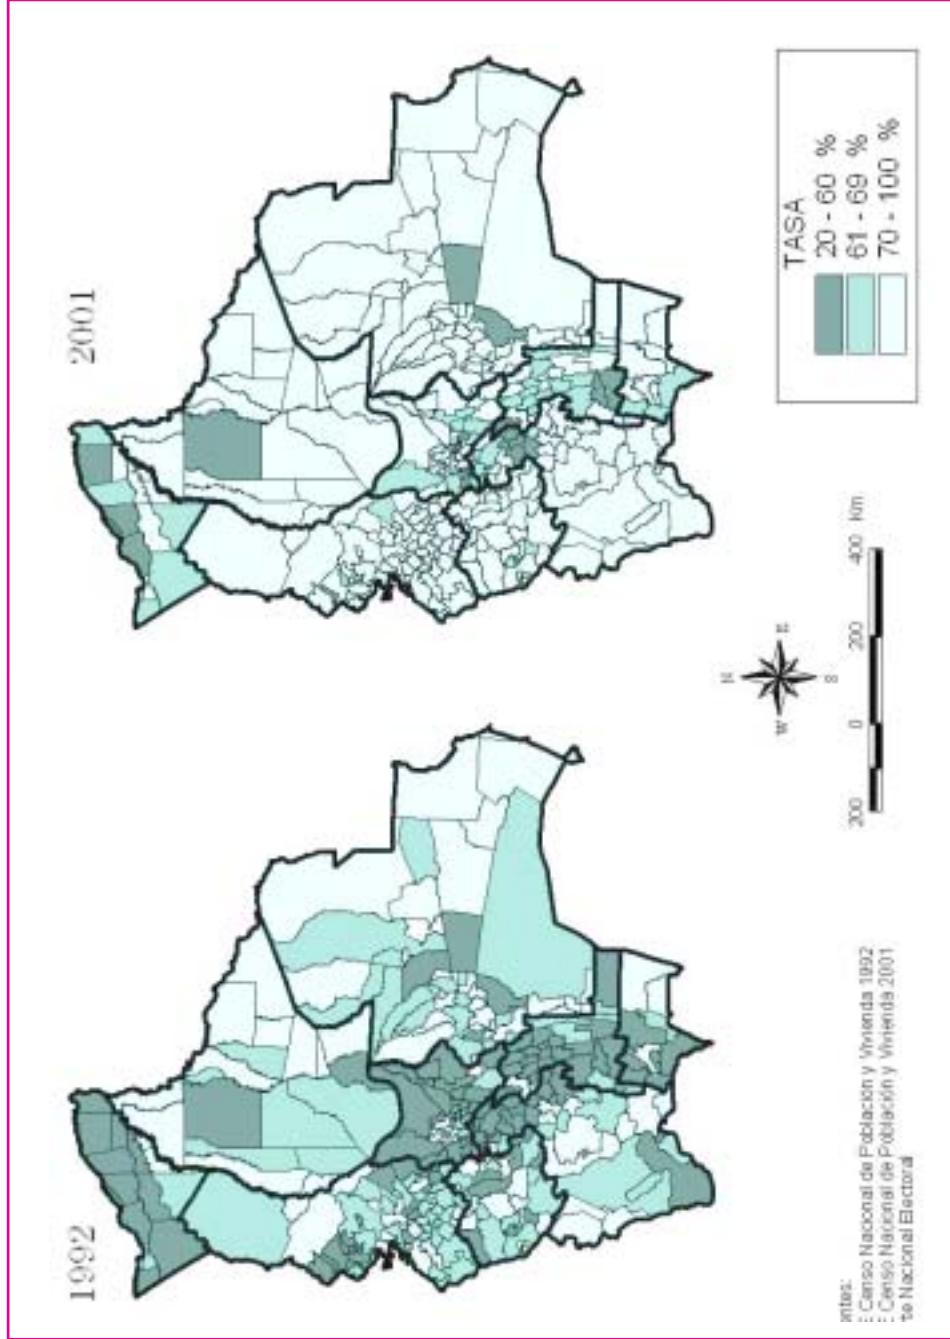 1992
2001
TASA
20 - 60 %
61 - 69 %
70 - 100 %
N
W
E
S
200
0
200
400 km
ntes:
E Censo Nacional de Población y Vivienda 1992
E Censo Nacional de Población y Vivienda 2001
te Nacional Electoral